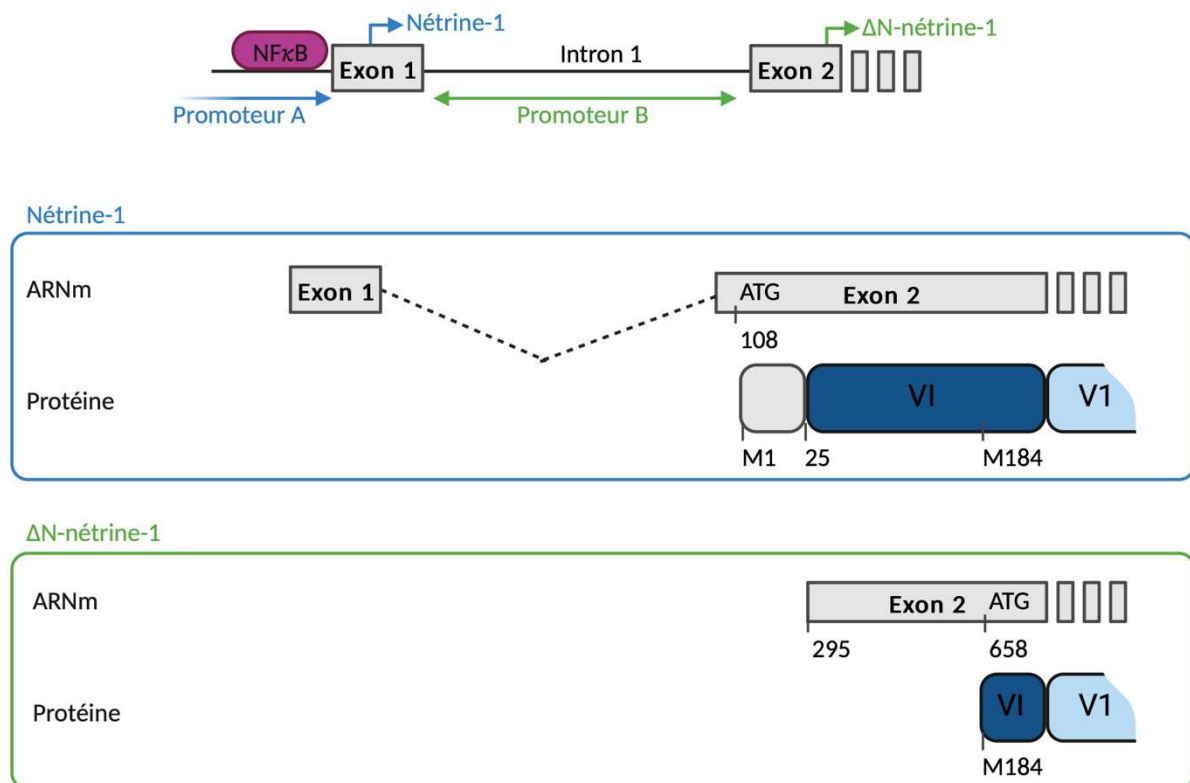 Nétrine-1
ΔN-nétrine-1
NFκB
Exon 1
Intron 1
Exon 2
Promoteur A
Promoteur B
Nétrine-1
ARNm
Exon 1
ATG
Exon 2
108
Protéine
VI
V1
M1
25
M184
ΔN-nétrine-1
ARNm
Exon 2
ATG
295
658
Protéine
VI
V1
M184